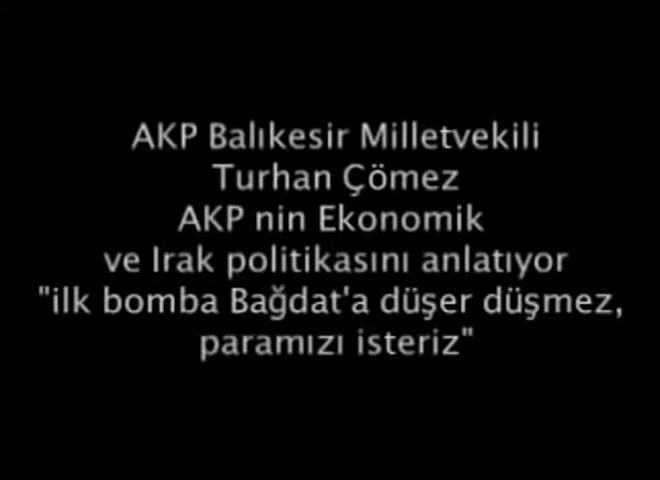 AKP Balıkesir Milletvekili
Turhan Çömez
AKP nin Ekonomik
ve Irak politikasını anlatıyor
"ilk bomba Bağdat'a düşer düşmez,
paramızı isteriz"